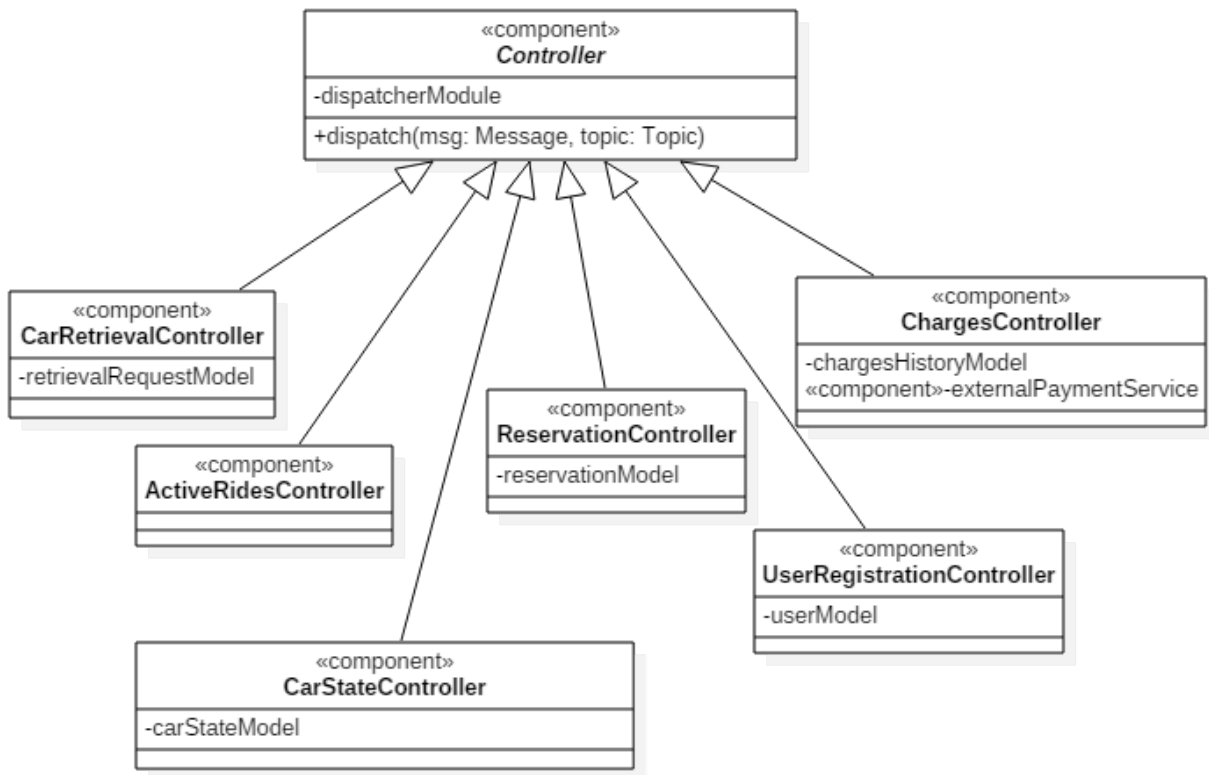 «component»
Controller
-dispatcherModule
+dispatch(msg: Message, topic: Topic)
«component»
CarRetrievalController
-retrievalRequestModel
«component»
ChargesController
-chargesHistoryModel
«component»-externalPaymentService
«component»
ReservationController
-reservationModel
«component»
ActiveRidesController
«component»
UserRegistrationController
-userModel
«component»
CarStateController
-carStateModel